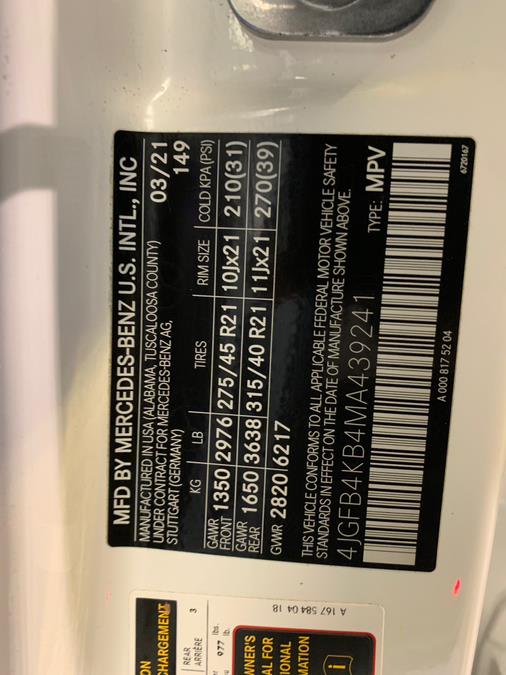 MFD BY MERCEDES-BENZ U.S. INTL., INC
MANUFACTURED IN USA (ALABAMA, TUSCALOOSA COUNTY)
UNDER CONTRACT FOR MERCEDES-BENZ AG,
STUTTGART (GERMANY)
03/21
149
KG LB TIRES RIM SIZE COLD KPA (PSI)
GAWR FRONT 1350 2976 275/45 R21 10Jx21 210(31)
GAWR REAR 1650 3638 315/40 R21 11Jx21 270(39)
GVWR 2820 6217
THIS VEHICLE CONFORMS TO ALL APPLICABLE FEDERAL MOTOR VEHICLE SAFETY
STANDARDS IN EFFECT ON THE DATE OF MANUFACTURE SHOWN ABOVE.
4JGFB4KB4MA439241 TYPE: MPV
A 000 817 52 04
6720167
ON
CHARGEMENT
REAR 3
ARRIÈRE
977 lbs.
lb.
WNER'S
AL FOR
IONAL
MATION
i
A 167 584 04 18